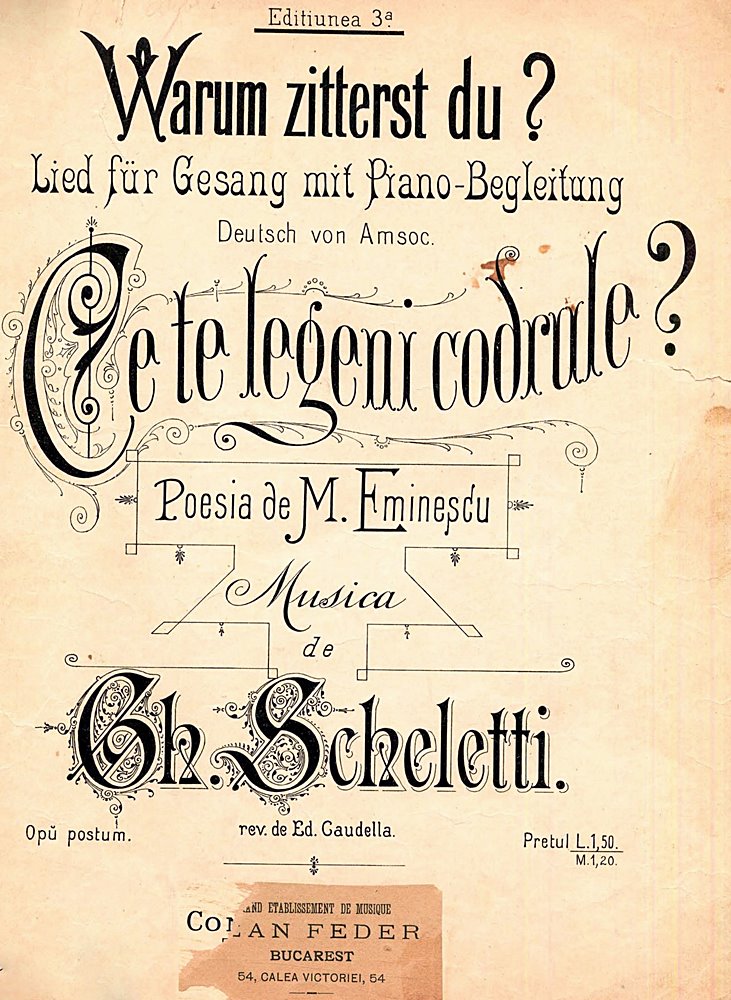 Editiunea 3ª
Warum zitterst du?
Lied für Gesang mit Piano-Begleitung
Deutsch von Amsoc.
Ce te legeni codrule?
Poesia de M. Eminescu
Musica
de
Gh. Scheletti.
Opŭ postum.
rev. de Ed. Caudella.
Pretul L.1,50.
M.1,20.
ETABLISSEMENT DE MUSIQUE
FEDER
BUCAREST
54, CALEA VICTORIEI, 54